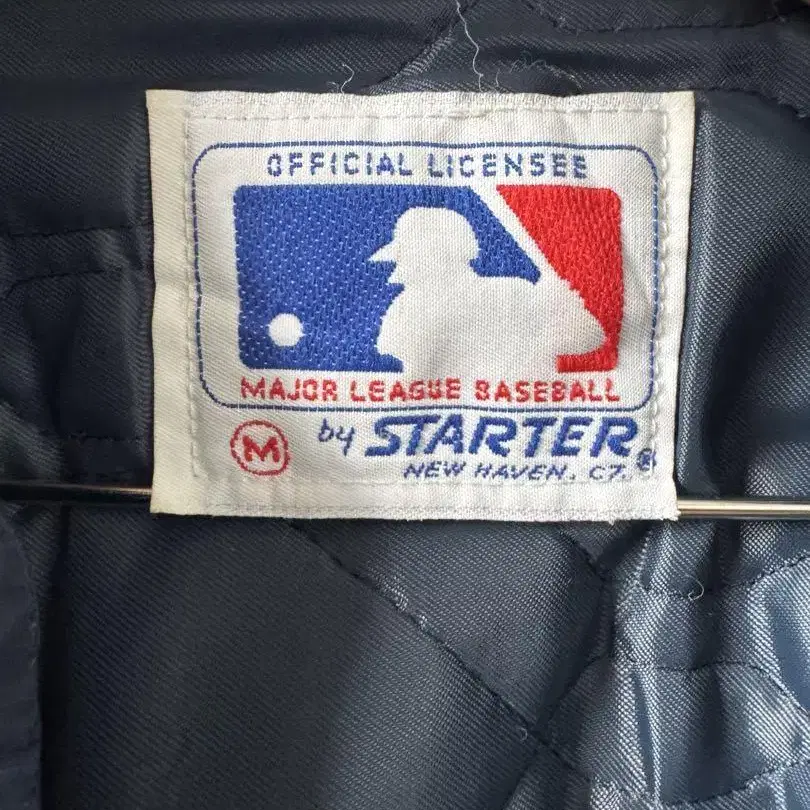 OFFICIAL LICENSEE
MAJOR LEAGUE BASEBALL
M by STARTER®
NEW HAVEN, CT.